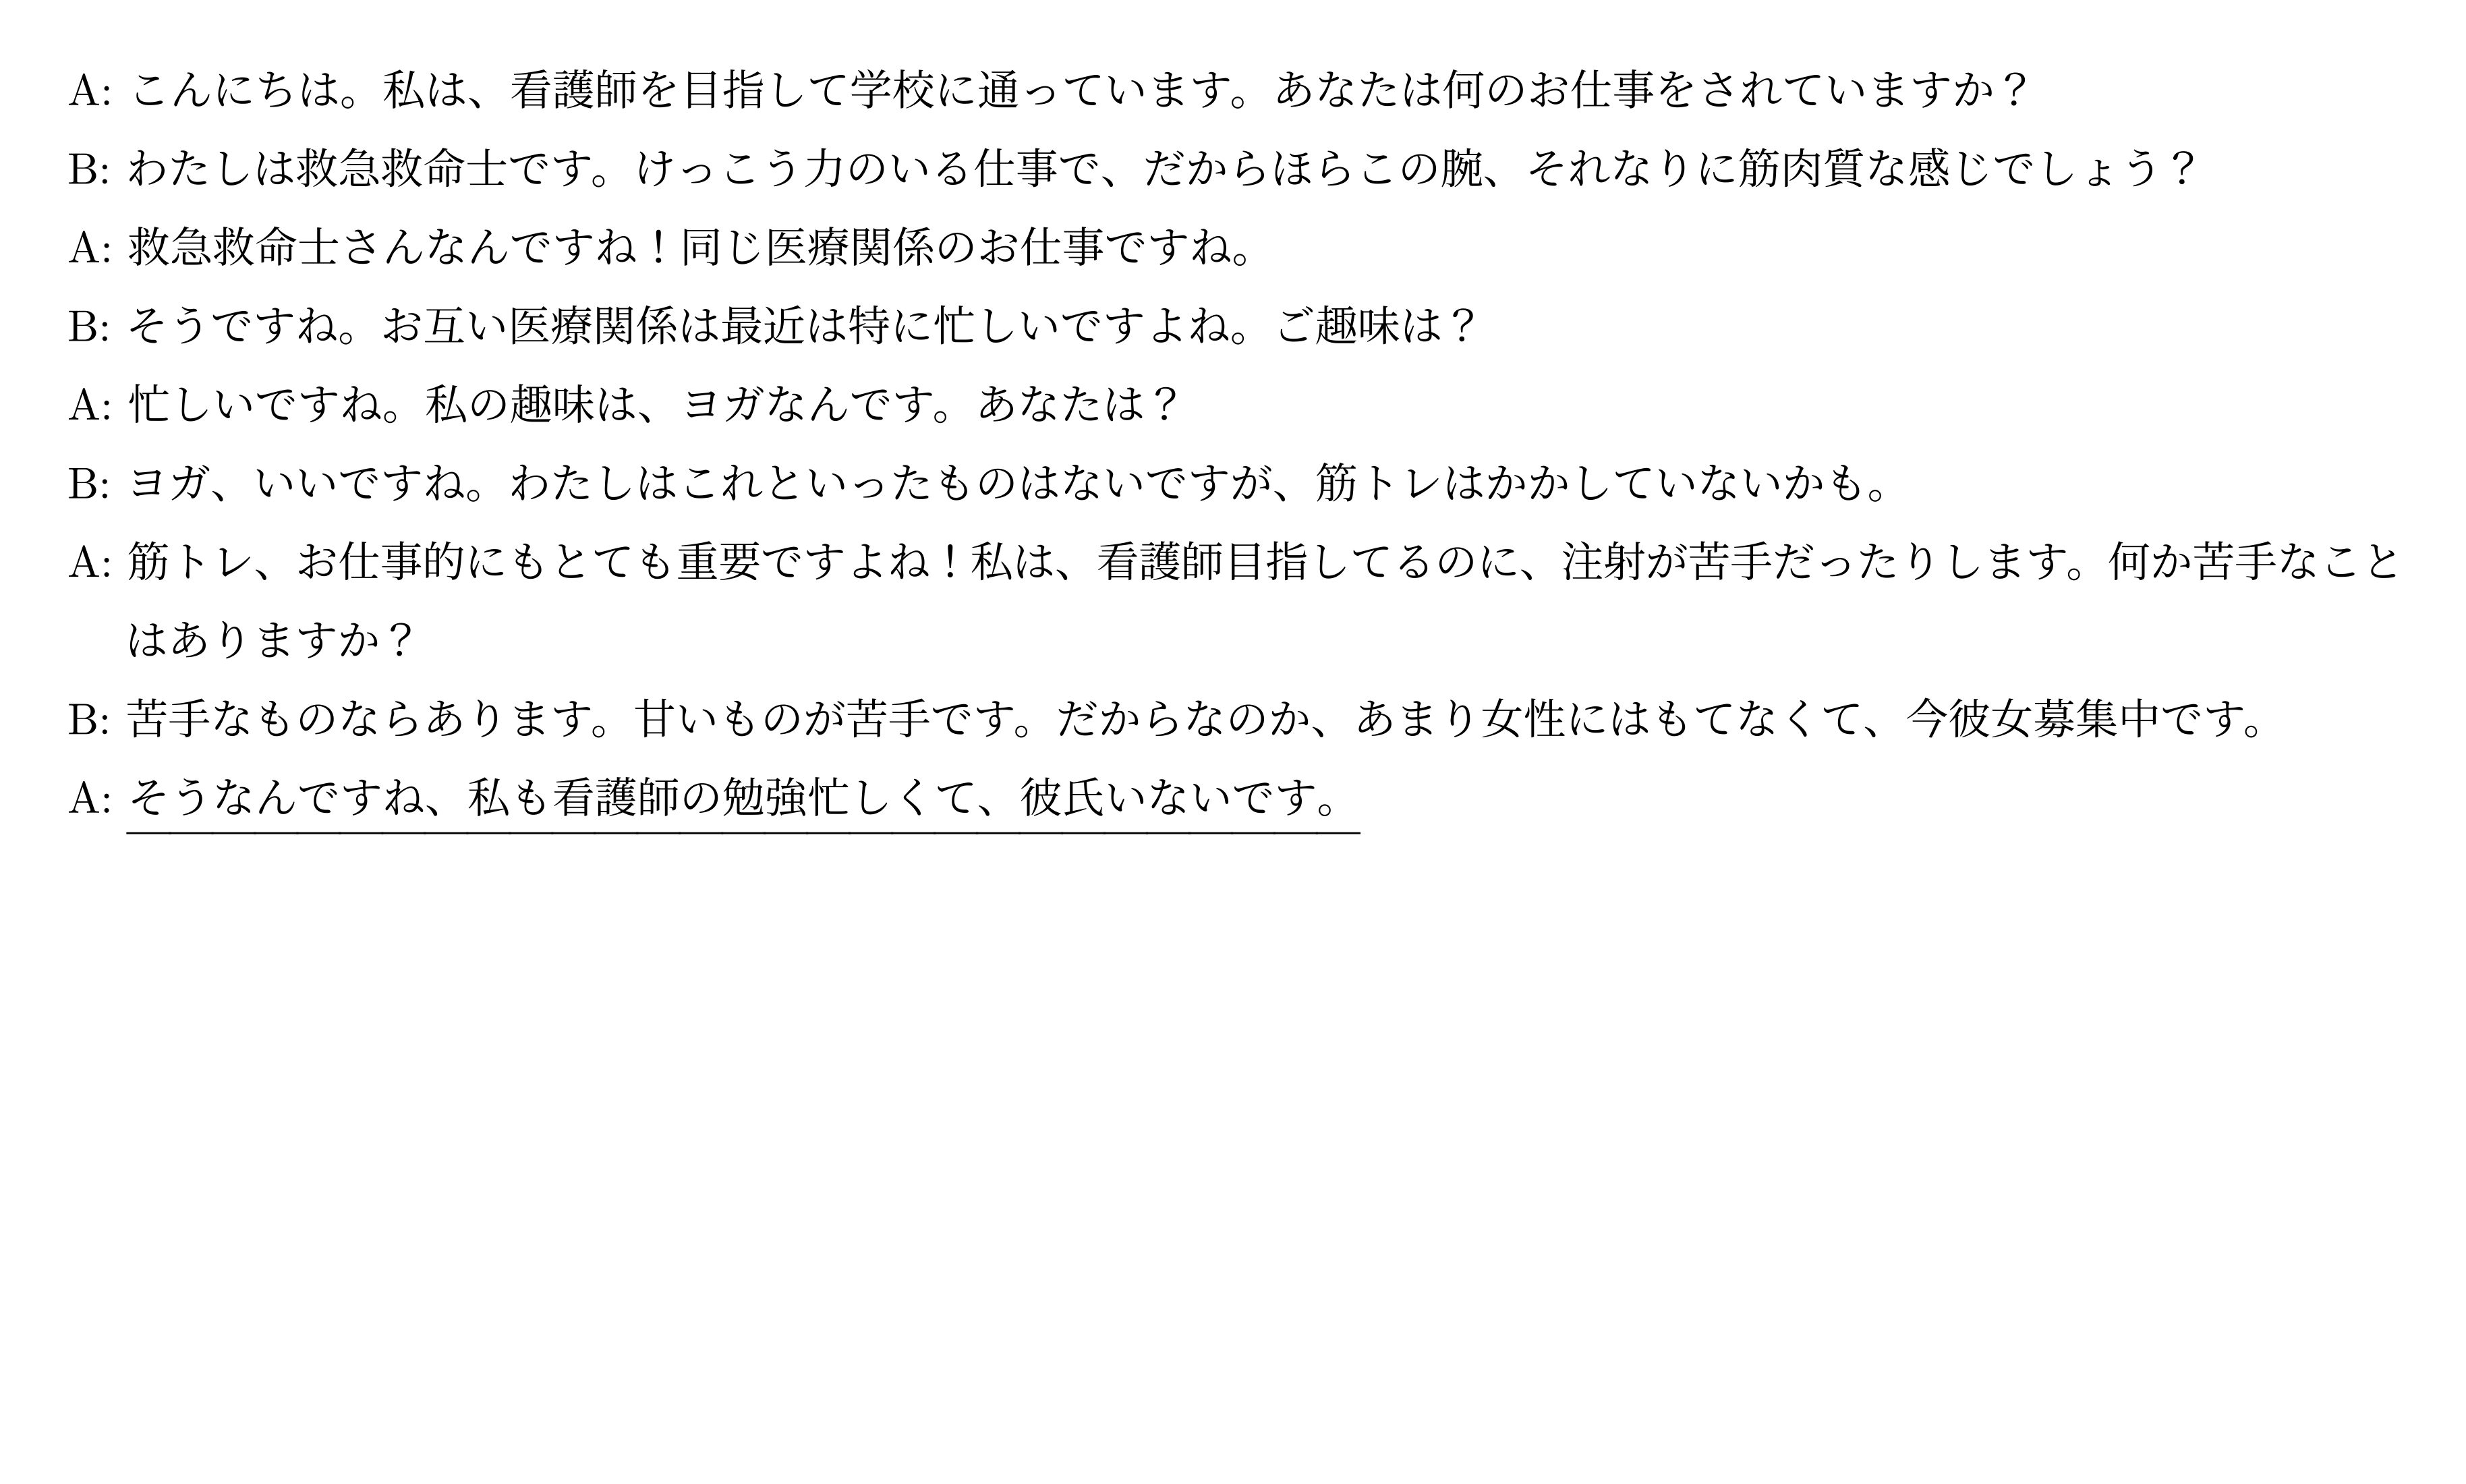 A: こんにちは。私は、看護師を目指して学校に通っています。あなたは何のお仕事をされていますか？
B: わたしは救急救命士です。けっこう力のいる仕事で、だからほらこの腕、それなりに筋肉質な感じでしょう？
A: 救急救命士さんなんですね！同じ医療関係のお仕事ですね。
B: そうですね。お互い医療関係は最近は特に忙しいですよね。ご趣味は？
A: 忙しいですね。私の趣味は、ヨガなんです。あなたは？
B: ヨガ、いいですね。わたしはこれといったものはないですが、筋トレはかかしていないかも。
A: 筋トレ、お仕事的にもとても重要ですよね！私は、看護師目指してるのに、注射が苦手だったりします。何か苦手なこと
はありますか？
B: 苦手なものならあります。甘いものが苦手です。だからなのか、あまり女性にはもてなくて、今彼女募集中です。
A: そうなんですね、私も看護師の勉強忙しくて、彼氏いないです。